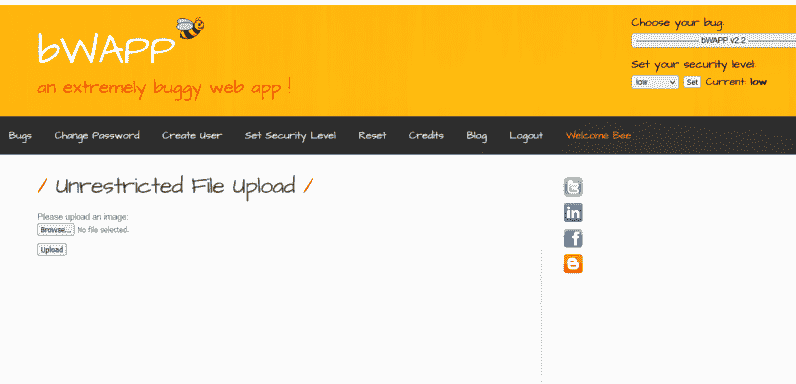 bWAPP
an extremely buggy web app !
Choose your bug:
bWAPP v2.2
Set your security level:
low Set Current: low
Bugs Change Password Create User Set Security Level Reset Credits Blog Logout Welcome Bee
/ Unrestricted File Upload /
Please upload an image:
Browse... No file selected.
Upload